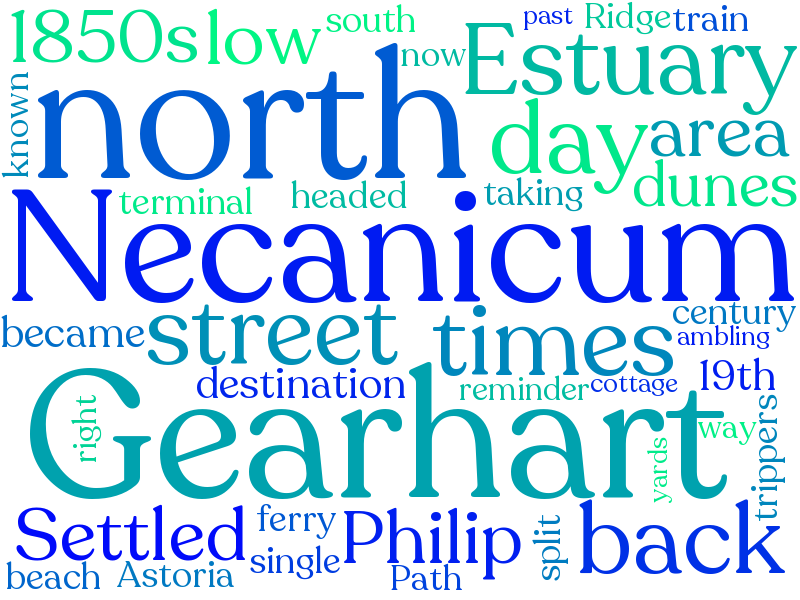 1850s
low
south
past
Ridge
train
known
north
now
Estuary
day
area
dunes
terminal
headed
taking
Necanicum
became
street
times
century
ambling
destination
reminder
cottage
19th
Gearhart
right
yards
way
trippers
Settled
ferry
single
Philip
split
back
beach
Astoria
Path